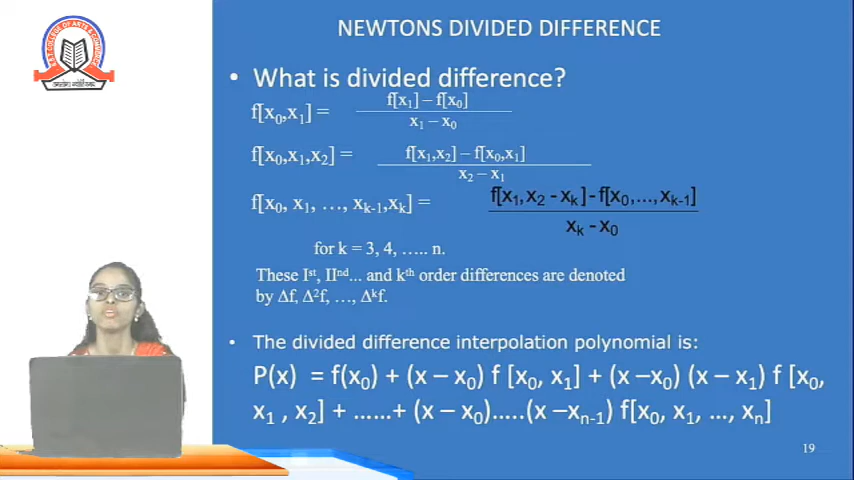 NEWTONS DIVIDED DIFFERENCE
• What is divided difference?
f[x₀,x₁] = f[x₁] – f[x₀] / x₁ – x₀
f[x₀,x₁,x₂] = f[x₁,x₂] – f[x₀,x₁] / x₂ – x₁
f[x₀, x₁, …, xₖ₋₁,xₖ] = f[x₁,x₂ - xₖ] - f[x₀,...,xₖ₋₁] / xₖ - x₀
for k = 3, 4, ….. n.
These Iˢᵗ, IIⁿᵈ... and kᵗʰ order differences are denoted
by Δf, Δ²f, …, Δᵏf.
• The divided difference interpolation polynomial is:
P(x) = f(x₀) + (x – x₀) f [x₀, x₁] + (x –x₀) (x – x₁) f [x₀,
x₁ , x₂] + ……+ (x – x₀)…..(x –xₙ₋₁) f[x₀, x₁, …, xₙ]
19